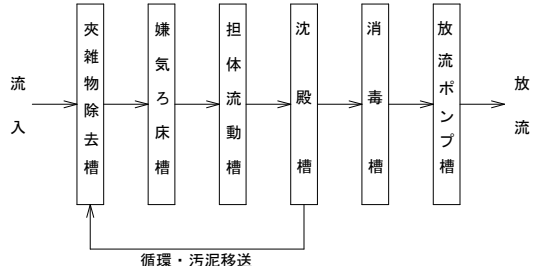 流入
夾雑物除去槽
嫌気ろ床槽
担体流動槽
沈殿槽
消毒槽
放流ポンプ槽
放流
循環・汚泥移送